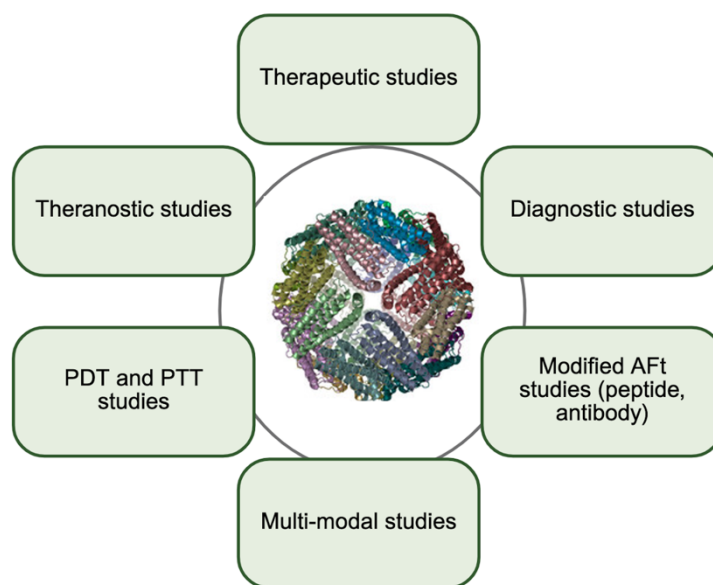 Therapeutic studies
Theranostic studies
Diagnostic studies
PDT and PTT
studies
Modified AFt
studies (peptide,
antibody)
Multi-modal studies